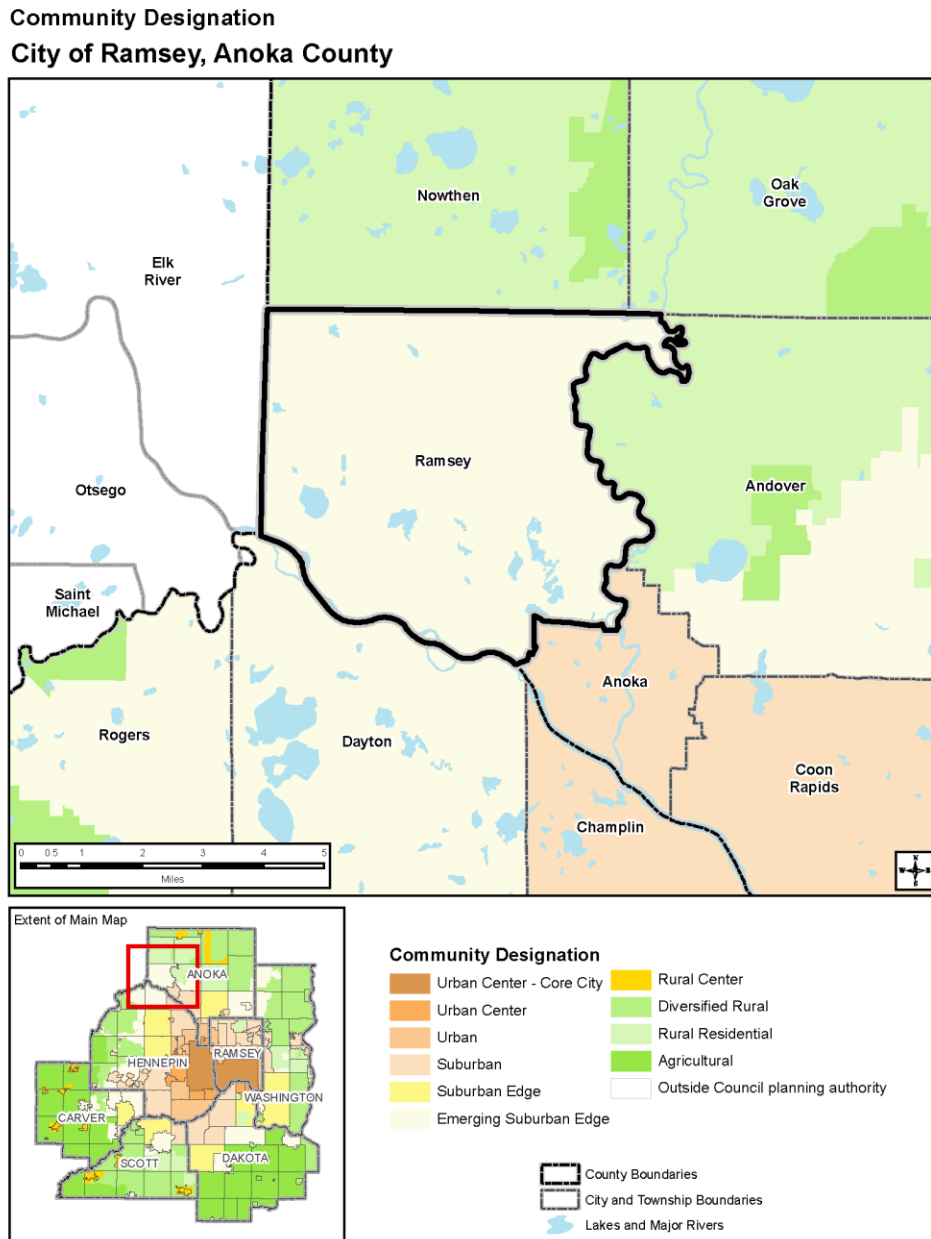 Community Designation
City of Ramsey, Anoka County
Nowthen
Oak
Grove
Elk
River
Ramsey
Otsego
Andover
Saint
Michael
Anoka
Rogers
Dayton
Coon
Rapids
Champlin
0 0.5 1 2 3 4 5
Miles
N
W E
S
Extent of Main Map
ANOKA
HENNEPIN
RAMSEY
WASHINGTON
CARVER
SCOTT
DAKOTA
Community Designation
Urban Center - Core City
Urban Center
Urban
Suburban
Suburban Edge
Emerging Suburban Edge
Rural Center
Diversified Rural
Rural Residential
Agricultural
Outside Council planning authority
County Boundaries
City and Township Boundaries
Lakes and Major Rivers